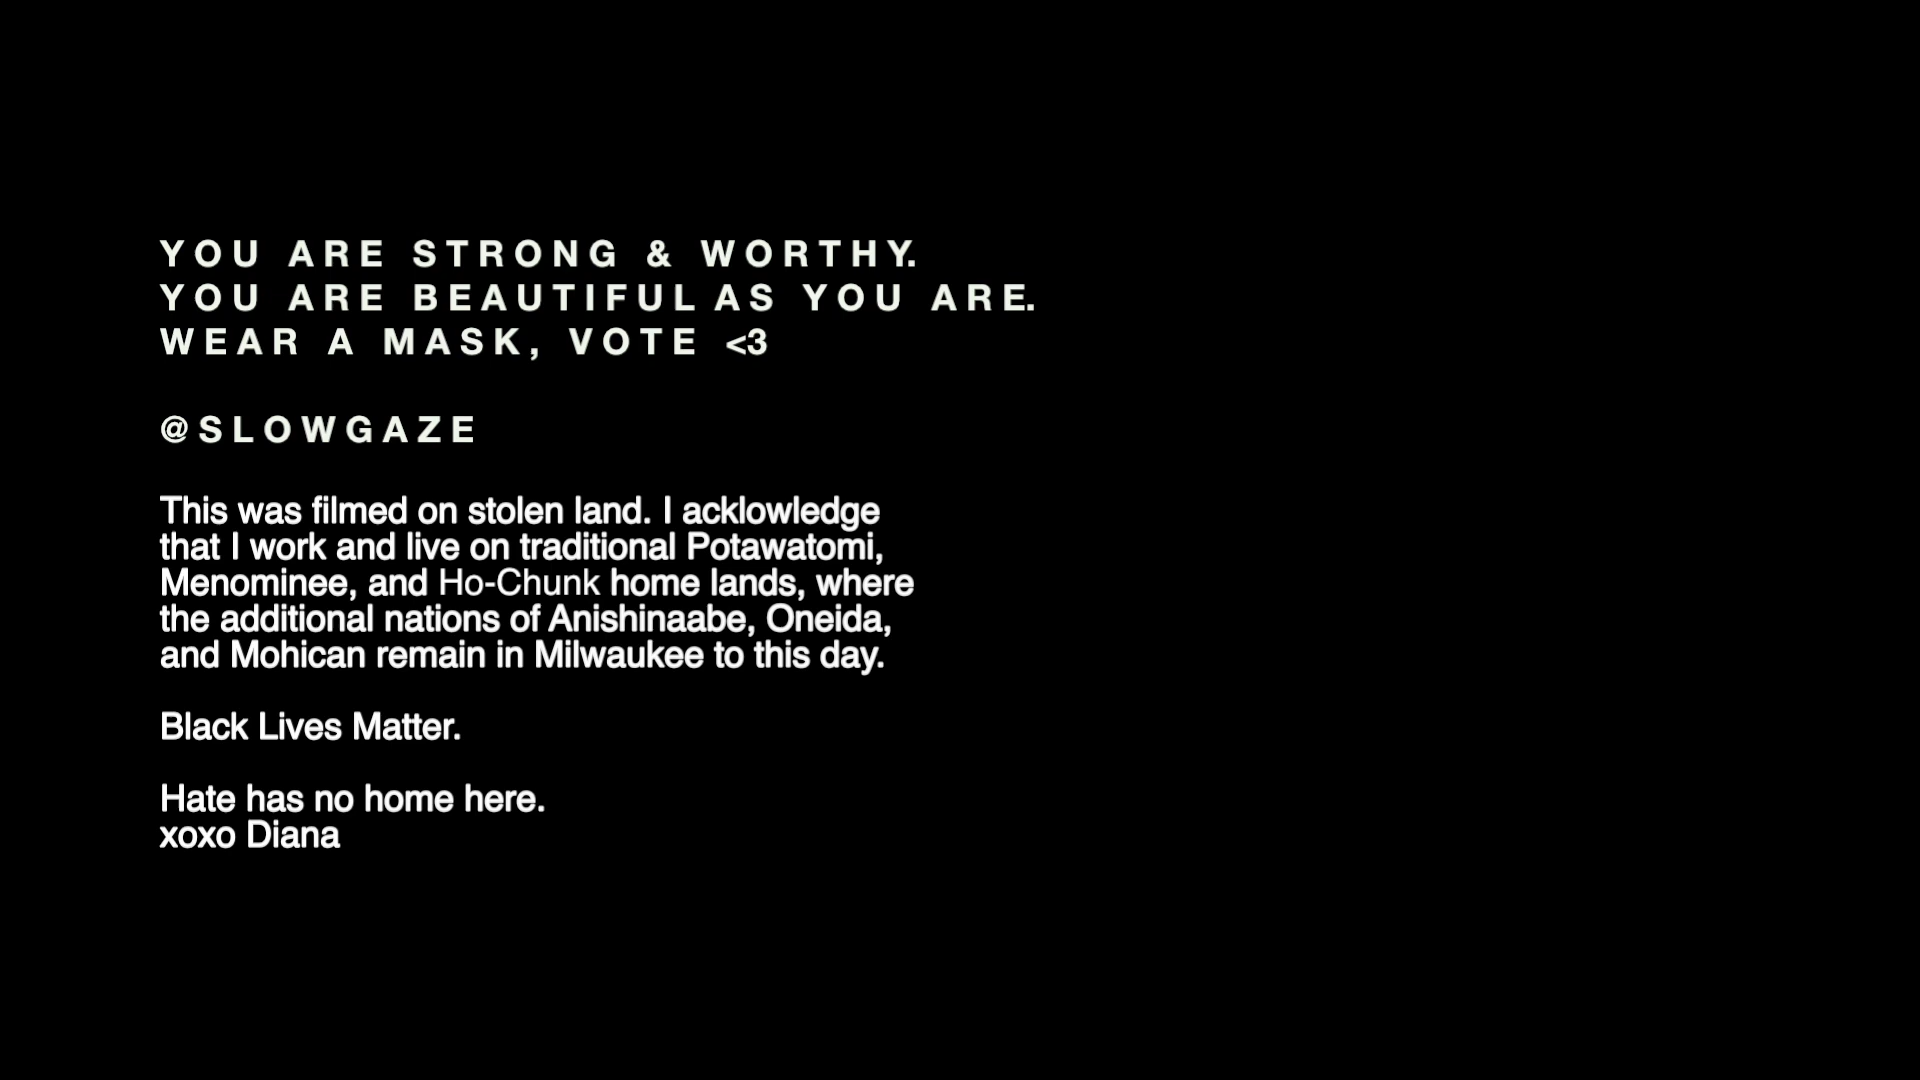 YOU ARE STRONG & WORTHY.
YOU ARE BEAUTIFUL AS YOU ARE.
WEAR A MASK, VOTE <3
@SLOWGAZE
This was filmed on stolen land. I acklowledge
that I work and live on traditional Potawatomi,
Menominee, and Ho-Chunk home lands, where
the additional nations of Anishinaabe, Oneida,
and Mohican remain in Milwaukee to this day.
Black Lives Matter.
Hate has no home here.
xoxo Diana